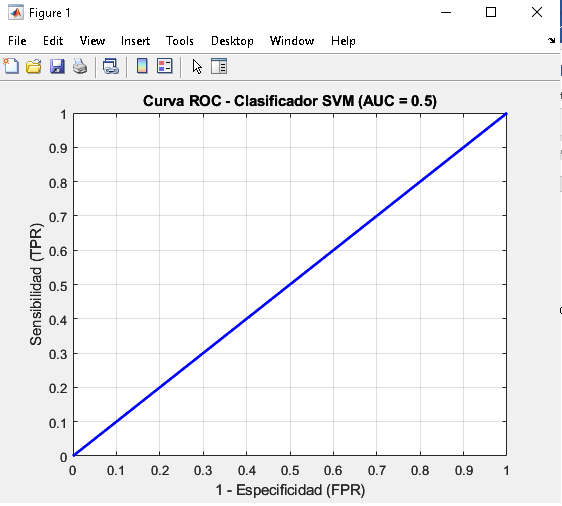 Figure 1
File Edit View Insert Tools Desktop Window Help
Curva ROC - Clasificador SVM (AUC = 0.5)
1
0.9
0.8
0.7
0.6
0.5
0.4
0.3
0.2
0.1
0
Sensibilidad (TPR)
0 0.1 0.2 0.3 0.4 0.5 0.6 0.7 0.8 0.9 1
1 - Especificidad (FPR)